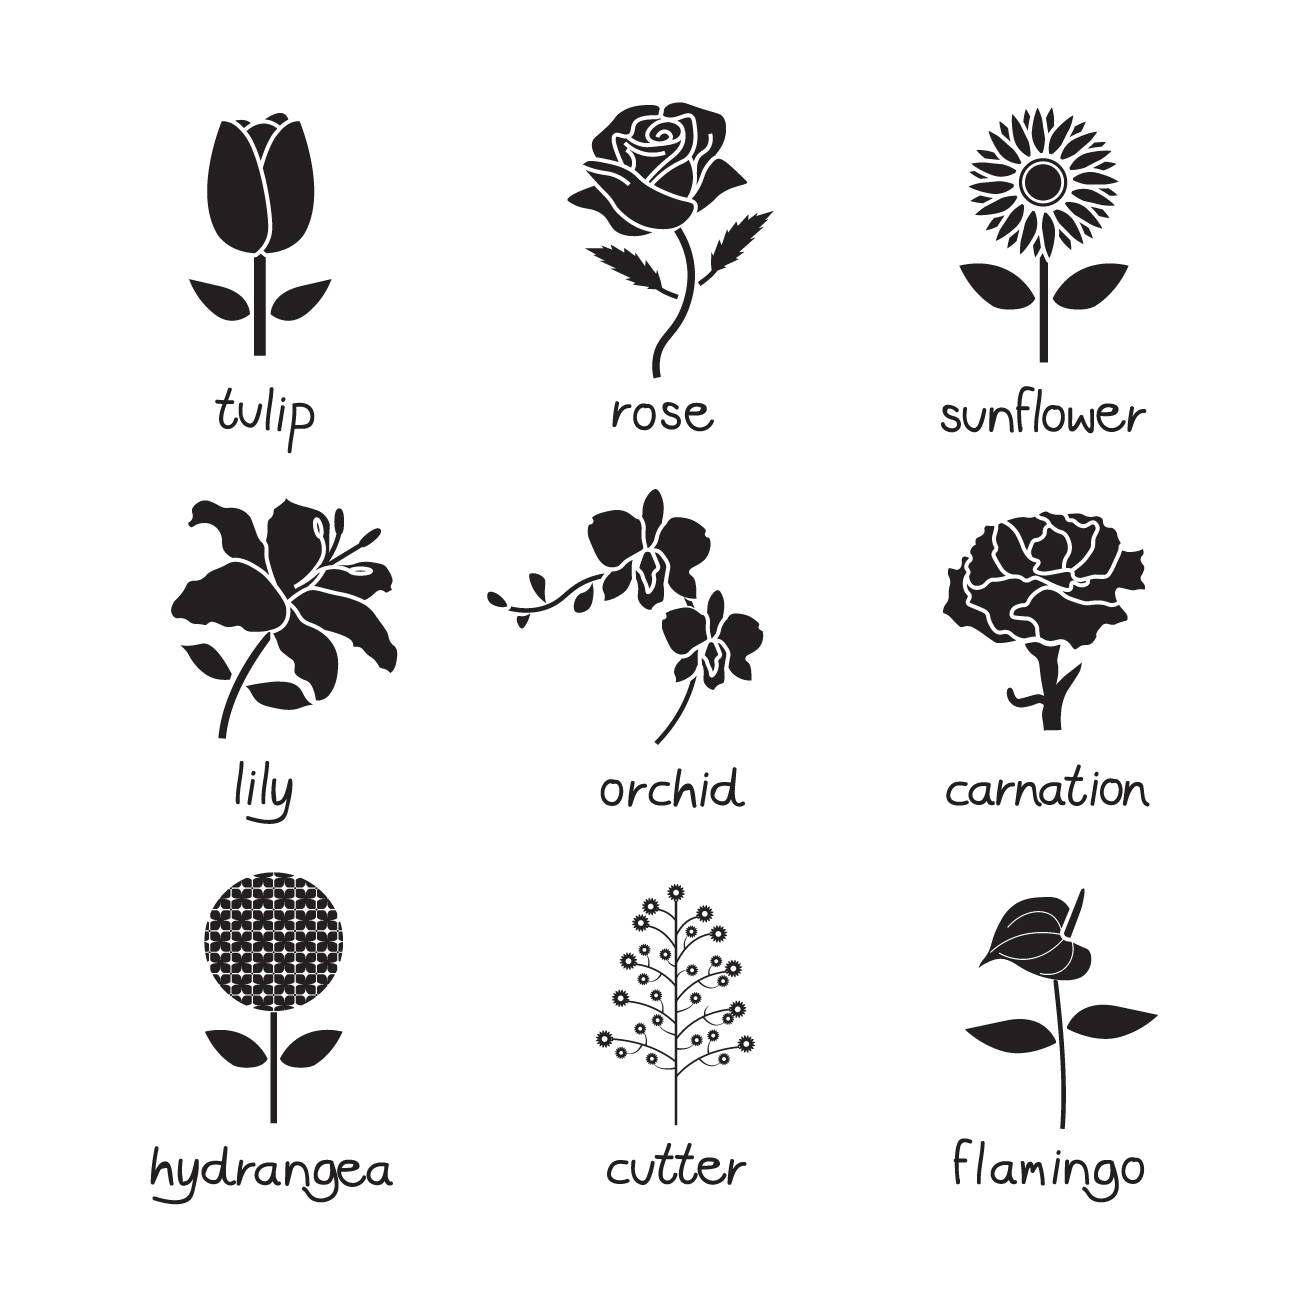 tulip
rose
sunflower
lily
orchid
carnation
hydrangea
cutter
flamingo